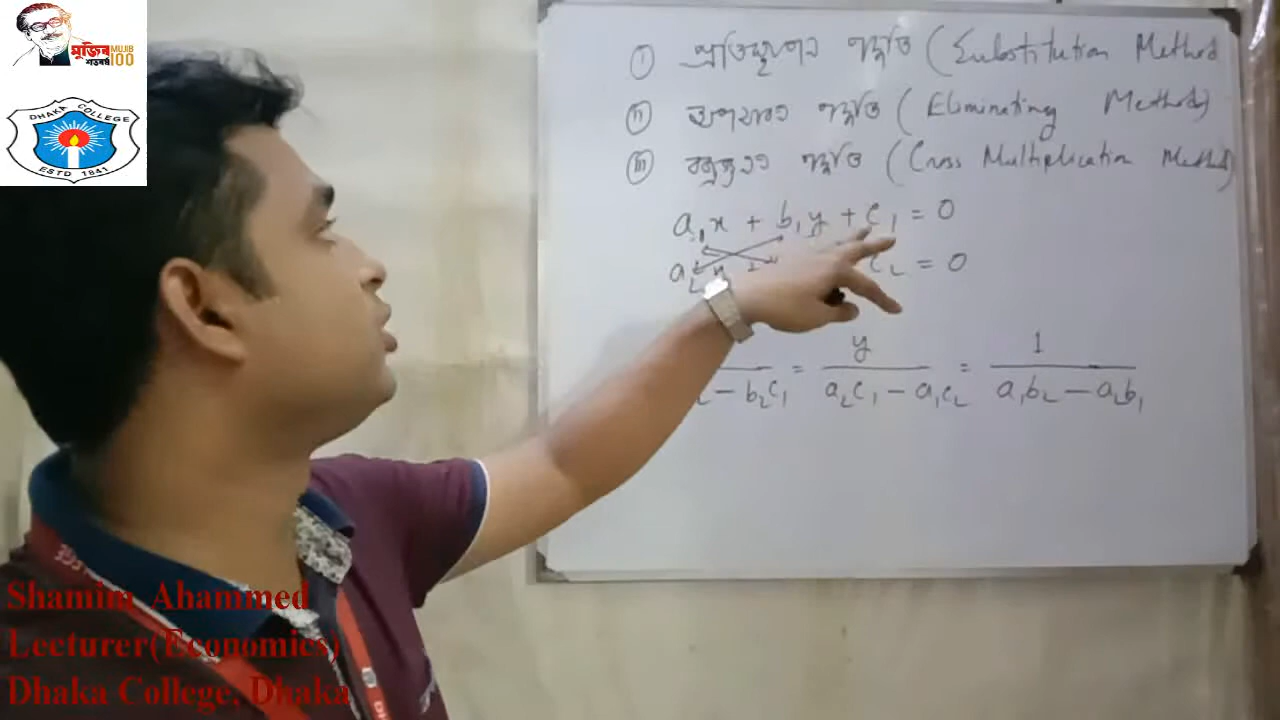 মুজিব MUJIB
শতবর্ষ 100
DHAKA COLLEGE
ESTD 1841
i প্রতিস্থাপন পদ্ধতি (Substitution Method
ii অপনয়ন পদ্ধতি (Eliminating Method)
iii বজ্রগুণন পদ্ধতি (Cross Multiplication Method)
a₁x + b₁y + c₁ = 0
a₂x c₂ = 0
y 1
− b₂c₁ = a₂c₁ − a₁c₂ = a₁b₂ − a₂b₁
Shamim Ahammed
Lecturer(Economics)
Dhaka College, Dhaka